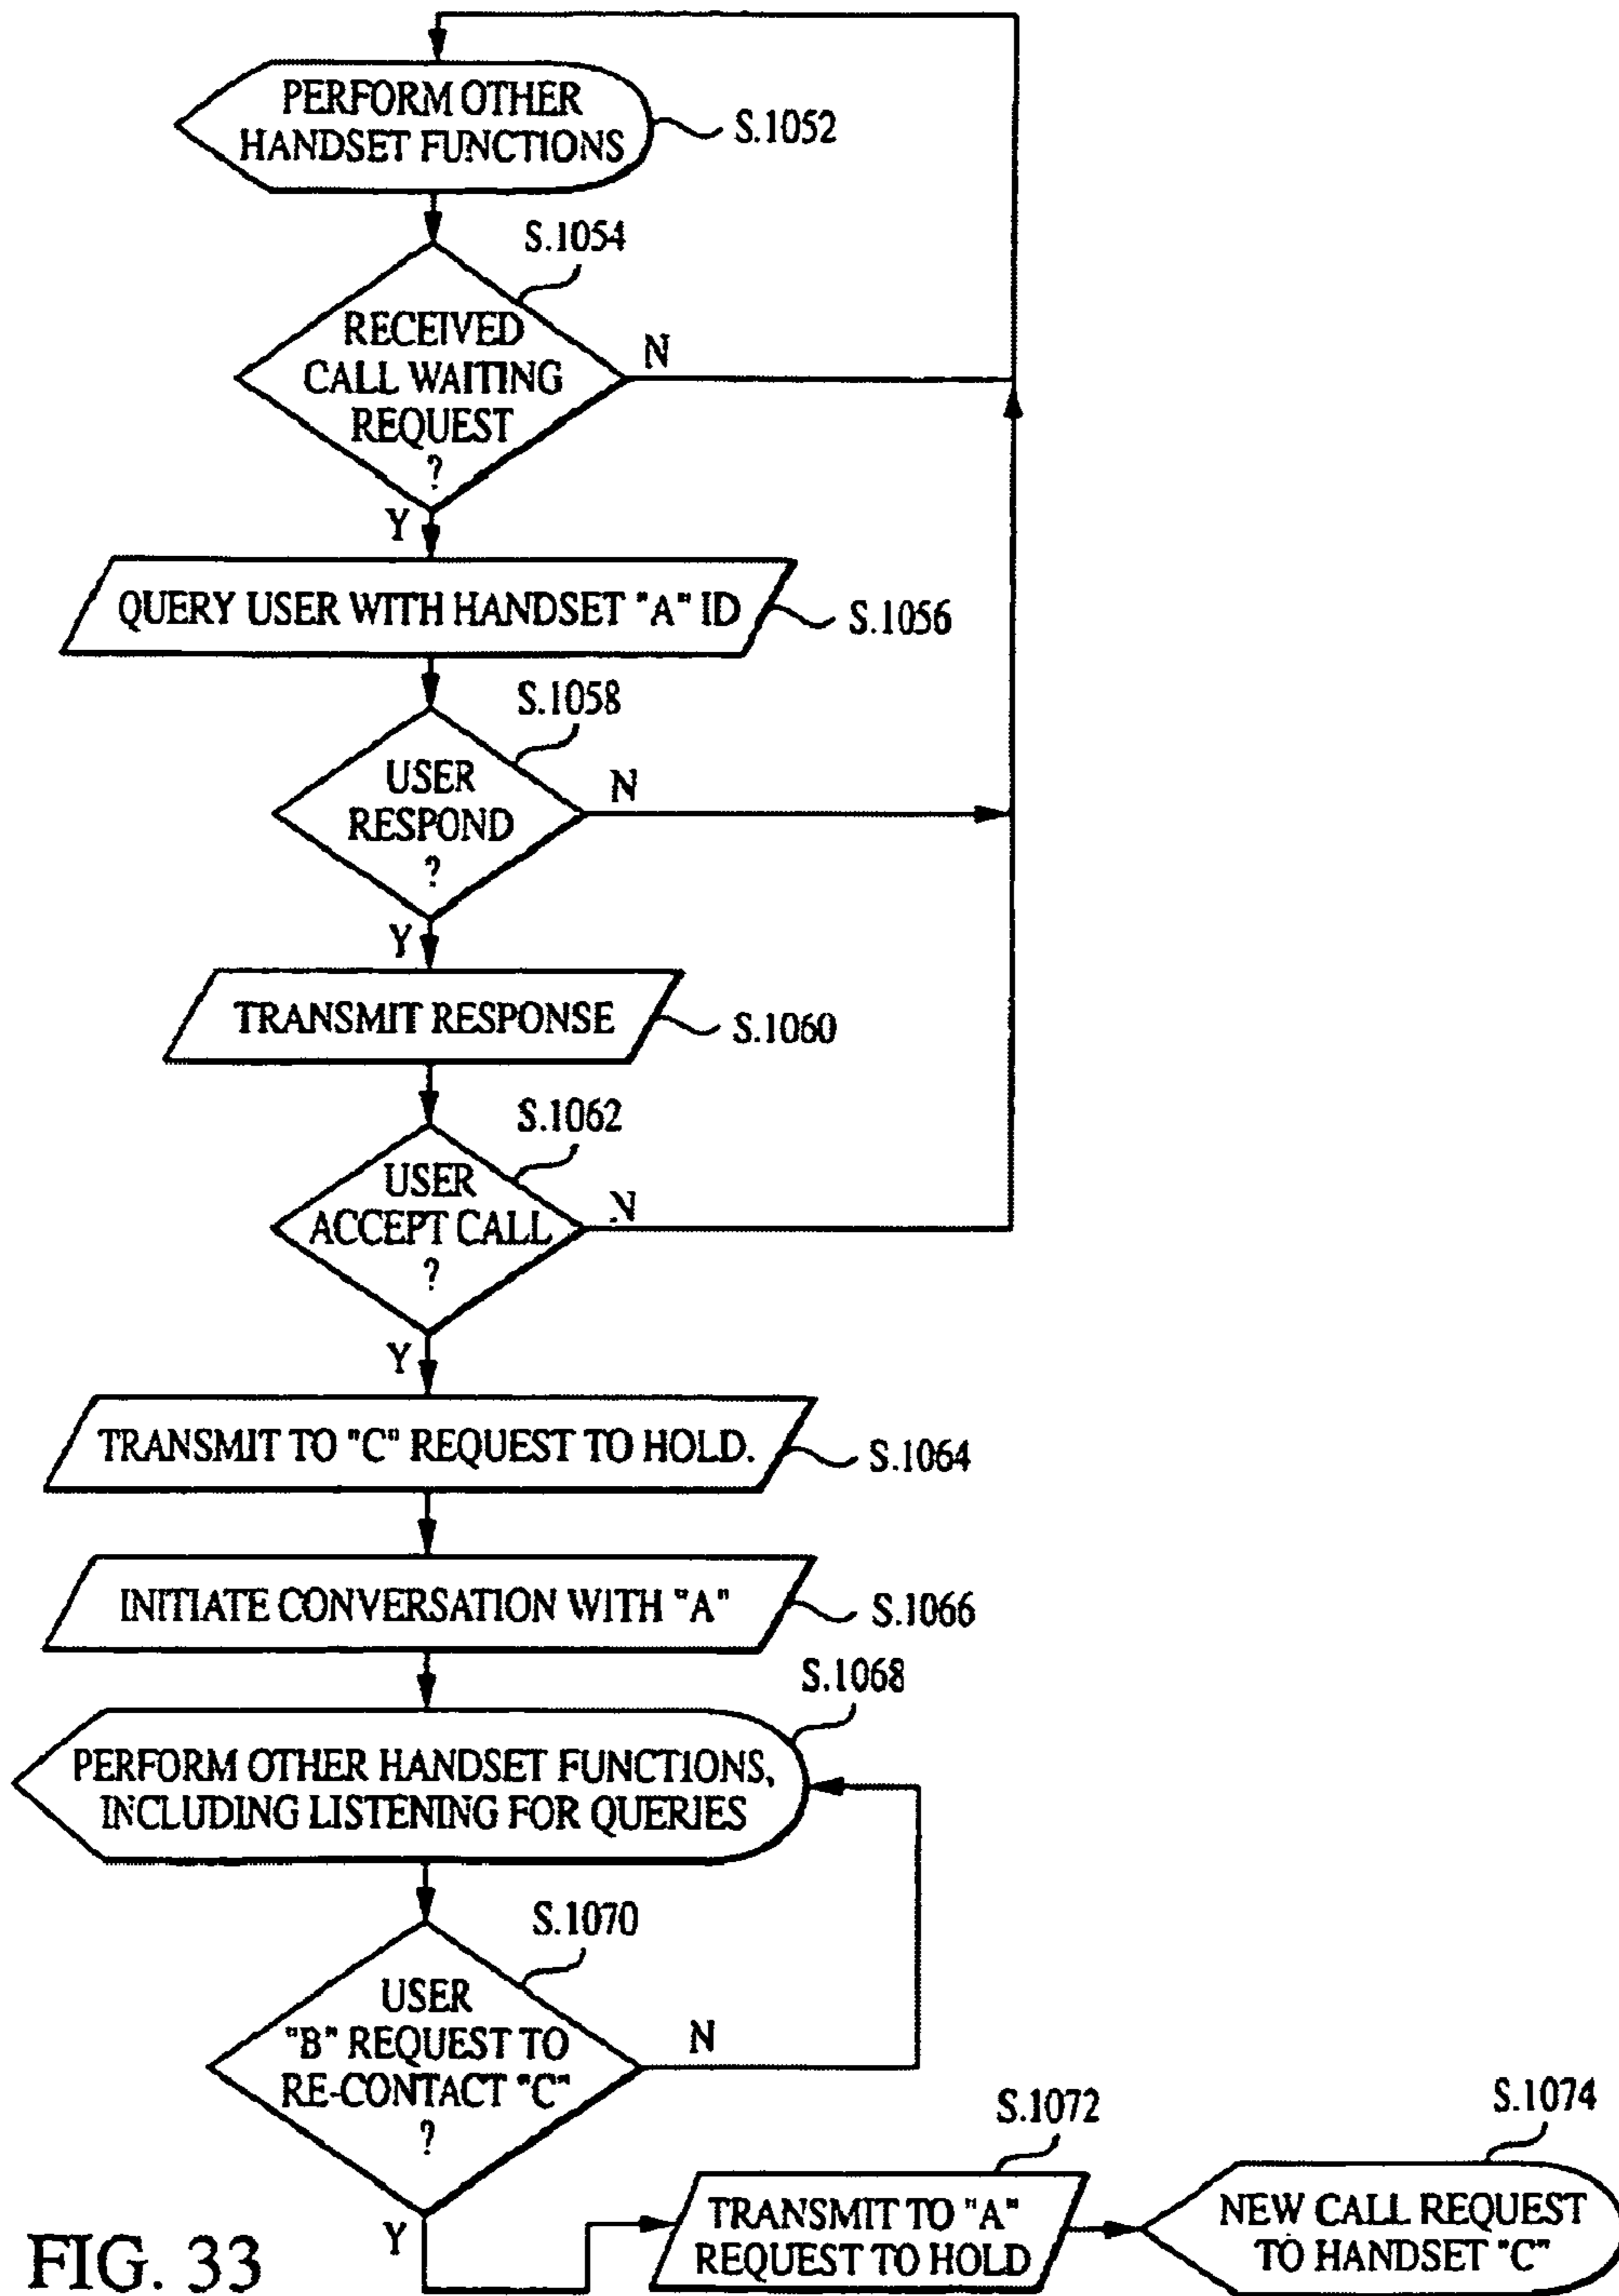 PERFORM OTHER
HANDSET FUNCTIONS
S.1052
S.1054
RECEIVED
CALL WAITING
REQUEST
?
N
Y
QUERY USER WITH HANDSET "A" ID
S.1056
S.1058
USER
RESPOND
?
N
Y
TRANSMIT RESPONSE
S.1060
S.1062
USER
ACCEPT CALL
?
N
Y
TRANSMIT TO "C" REQUEST TO HOLD.
S.1064
INITIATE CONVERSATION WITH "A"
S.1066
S.1068
PERFORM OTHER HANDSET FUNCTIONS,
INCLUDING LISTENING FOR QUERIES
S.1070
USER
"B" REQUEST TO
RE-CONTACT "C"
?
N
Y
S.1072
TRANSMIT TO "A"
REQUEST TO HOLD
S.1074
NEW CALL REQUEST
TO HANDSET "C"
FIG. 33